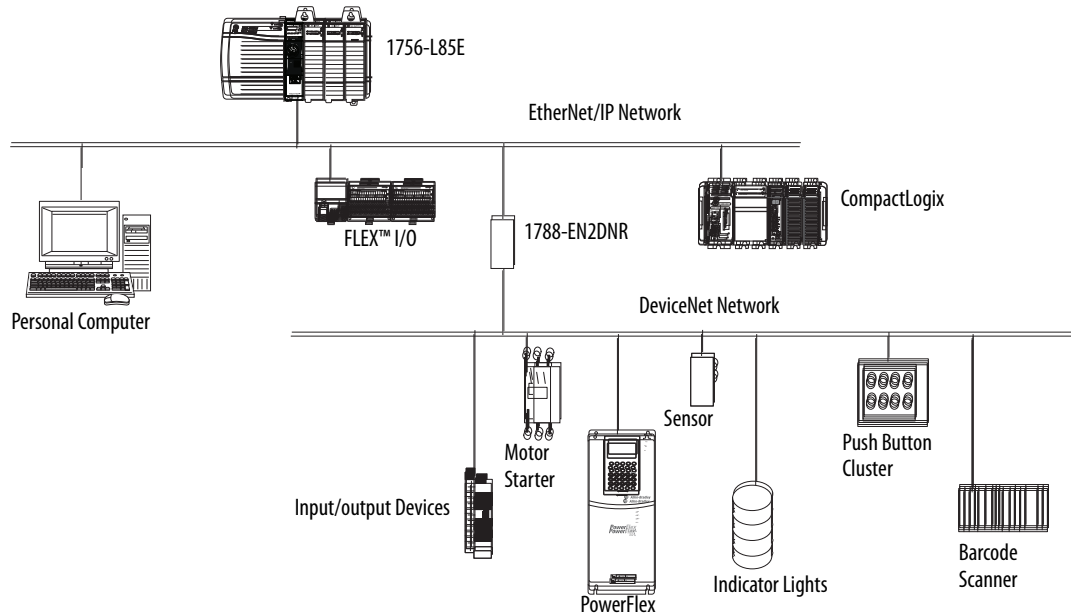 1756-L85E
EtherNet/IP Network
CompactLogix
FLEX™ I/O
1788-EN2DNR
Personal Computer
DeviceNet Network
Sensor
Motor
Starter
Push Button
Cluster
Input/output Devices
PowerFlex
Indicator Lights
Barcode
Scanner
PowerFlex